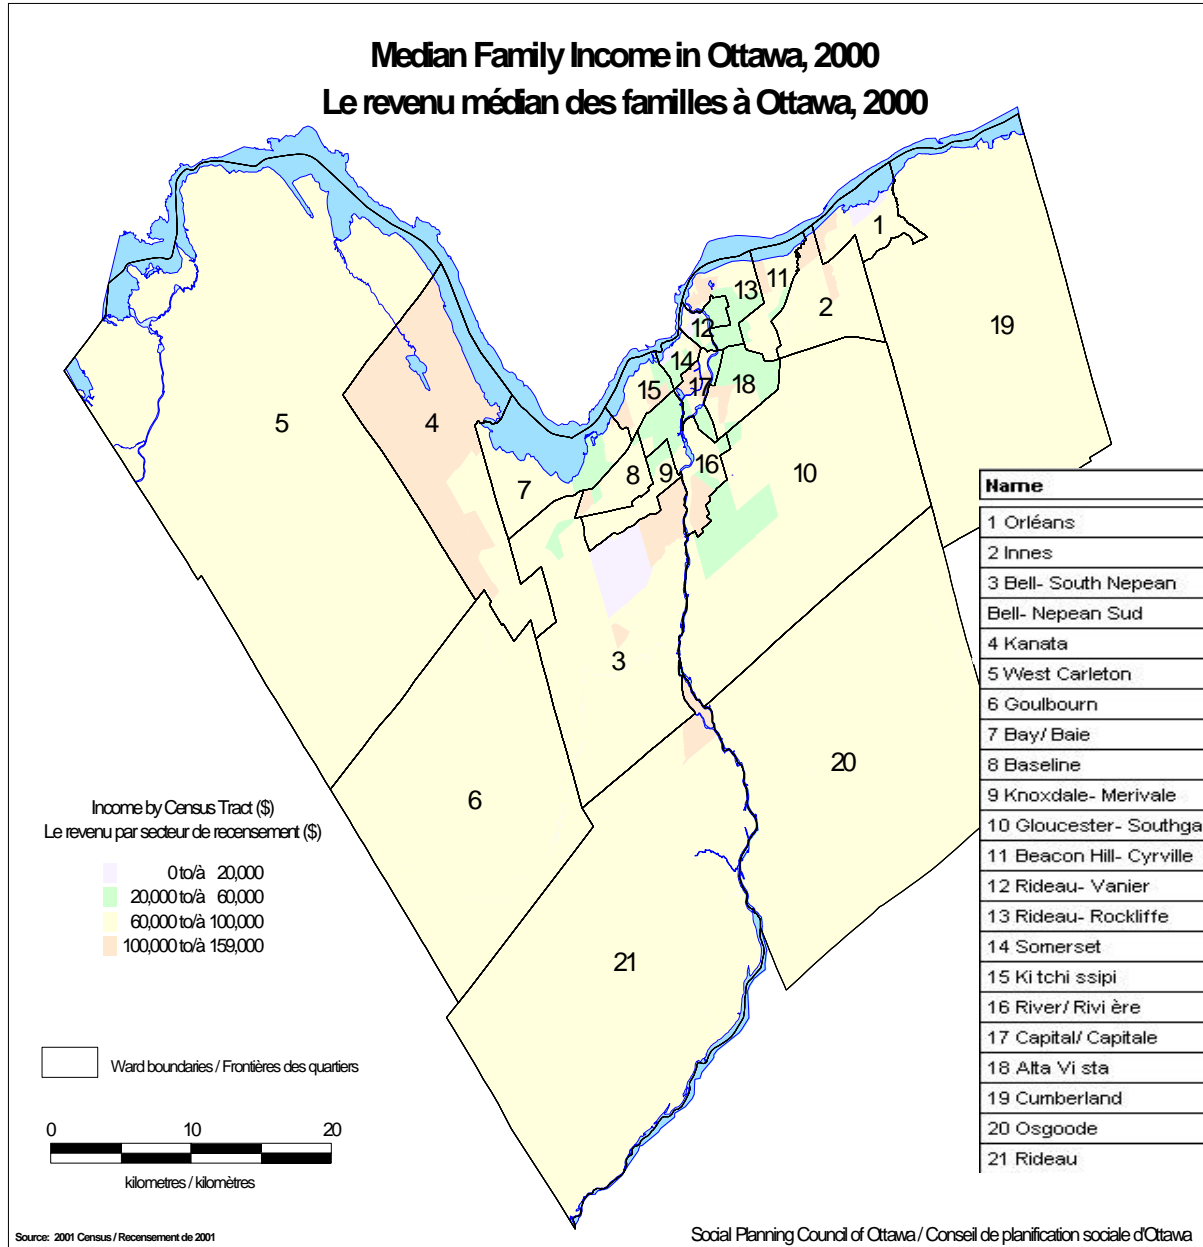 Median Family Income in Ottawa, 2000
Le revenu médian des familles à Ottawa, 2000
1
11
13
2
12
19
14
17
18
15
5
4
16
10
8
9
7
3
20
6
21
Name
1 Orléans
2 Innes
3 Bell- South Nepean
Bell- Nepean Sud
4 Kanata
5 West Carleton
6 Goulbourn
7 Bay/ Baie
8 Baseline
9 Knoxdale- Merivale
10 Gloucester- Southga
11 Beacon Hill- Cyrville
12 Rideau- Vanier
13 Rideau- Rockliffe
14 Somerset
15 Ki tchi ssipi
16 River/ Rivi ère
17 Capital/ Capitale
18 Alta Vi sta
19 Cumberland
20 Osgoode
21 Rideau
Income by Census Tract ($)
Le revenu par secteur de recensement ($)
0 to/à 20,000
20,000 to/à 60,000
60,000 to/à 100,000
100,000 to/à 159,000
Ward boundaries / Frontières des quartiers
0 10 20
kilometres / kilomètres
Source: 2001 Census / Recensement de 2001
Social Planning Council of Ottawa / Conseil de planification sociale d'Ottawa